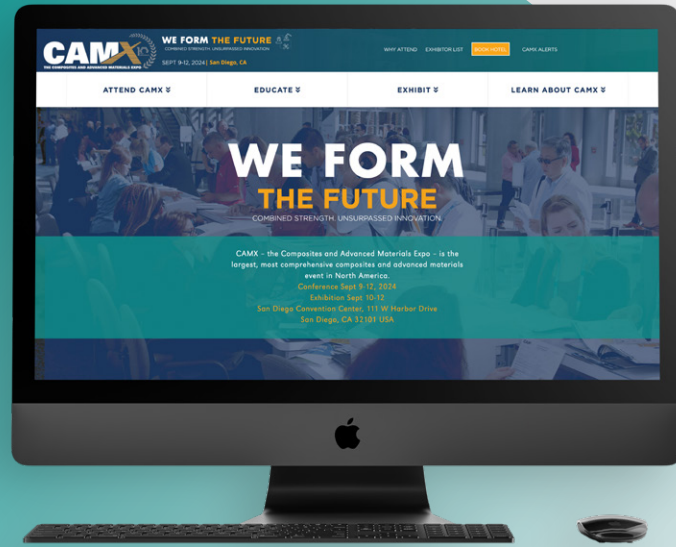 CAMX 10
THE COMPOSITES AND ADVANCED MATERIALS EXPO
WE FORM THE FUTURE
COMBINED STRENGTH. UNSURPASSED INNOVATION.
SEPT 9-12, 2024 | San Diego, CA
WHY ATTEND EXHIBITOR LIST BOOK HOTEL CAMX ALERTS
ATTEND CAMX EDUCATE EXHIBIT LEARN ABOUT CAMX
WE FORM
THE FUTURE
COMBINED STRENGTH. UNSURPASSED INNOVATION.
CAMX – the Composites and Advanced Materials Expo – is the
largest, most comprehensive composites and advanced materials
event in North America.
Conference Sept 9-12, 2024
Exhibition Sept 10-12
San Diego Convention Center, 111 W Harbor Drive
San Diego, CA 32101 USA